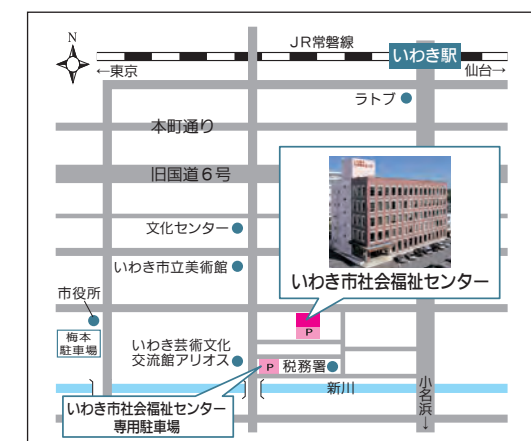 N
JR常磐線
いわき駅
←東京
仙台→
ラトブ
本町通り
旧国道6号
文化センター
いわき市社会福祉センター
いわき市立美術館
市役所
梅本
駐車場
P
いわき芸術文化
交流館アリオス
P
税務署
新川
小名浜→
いわき市社会福祉センター
専用駐車場